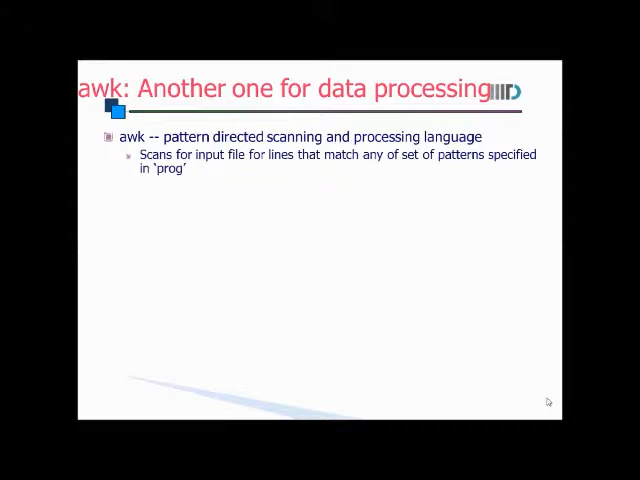 awk: Another one for data processing
awk -- pattern directed scanning and processing language
Scans for input file for lines that match any of set of patterns specified
in 'prog'